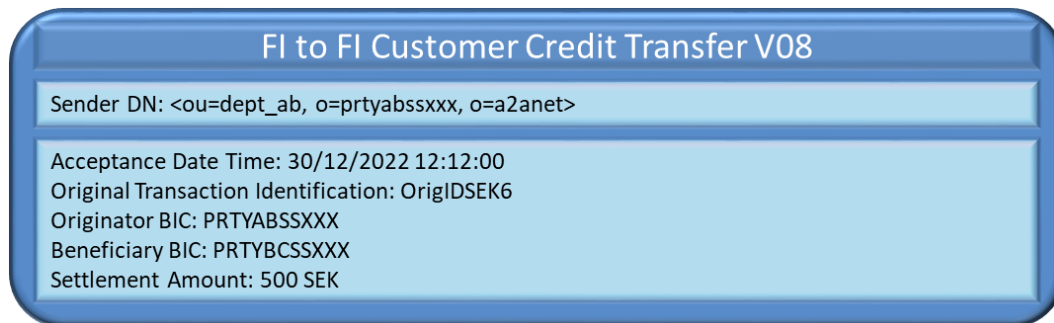 FI to FI Customer Credit Transfer V08
Sender DN: <ou=dept_ab, o=prtyabssxxx, o=a2anet>
Acceptance Date Time: 30/12/2022 12:12:00
Original Transaction Identification: OrigIDSEK6
Originator BIC: PRTYABSSXXX
Beneficiary BIC: PRTYBCSSXXX
Settlement Amount: 500 SEK